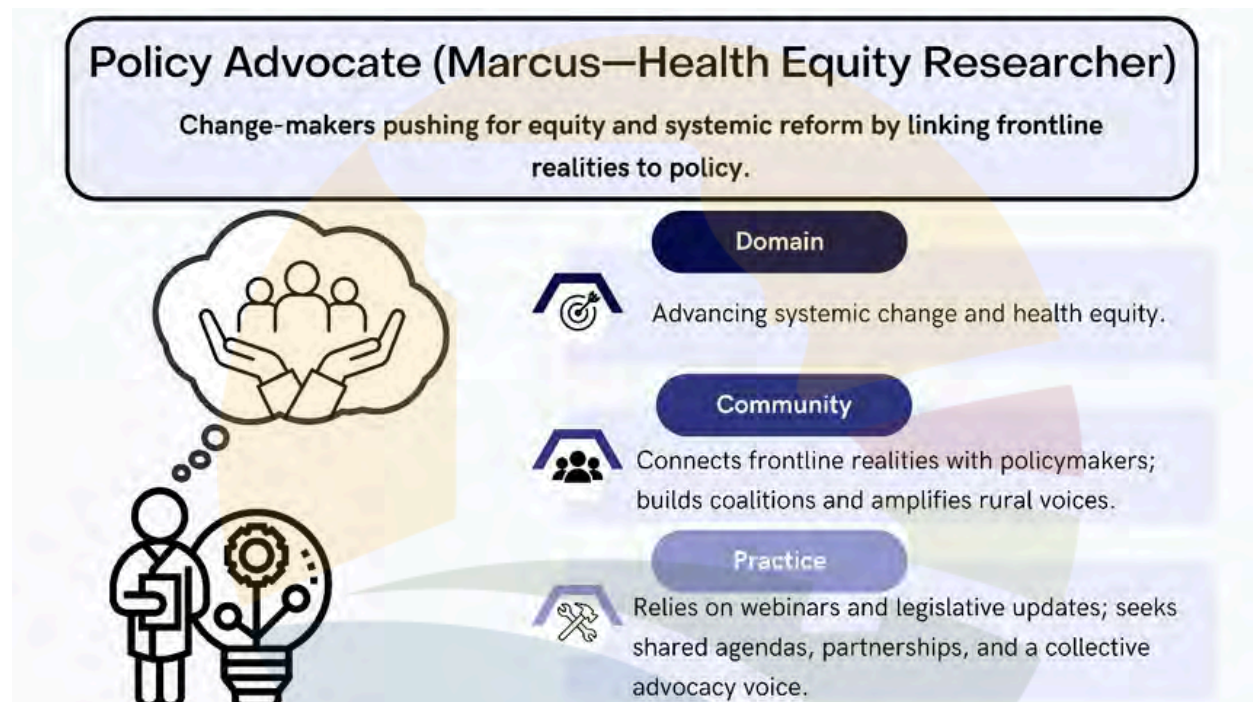 Policy Advocate (Marcus—Health Equity Researcher)
Change-makers pushing for equity and systemic reform by linking frontline
realities to policy.
Domain
Advancing systemic change and health equity.
Community
Connects frontline realities with policymakers;
builds coalitions and amplifies rural voices.
Practice
Relies on webinars and legislative updates; seeks
shared agendas, partnerships, and a collective
advocacy voice.